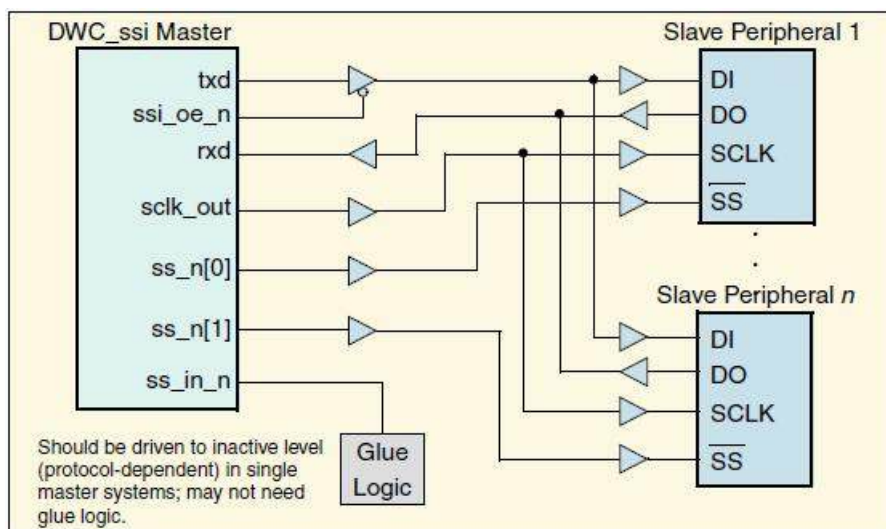 DWC_ssi Master
txd
ssi_oe_n
rxd
sclk_out
ss_n[0]
ss_n[1]
ss_in_n
Should be driven to inactive level
(protocol-dependent) in single
master systems; may not need
glue logic.
Glue
Logic
Slave Peripheral 1
DI
DO
SCLK
SS
Slave Peripheral n
DI
DO
SCLK
SS